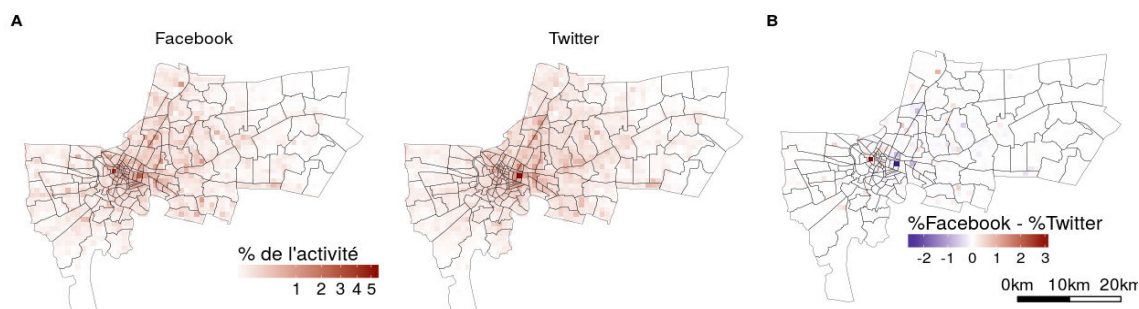 A
Facebook
Twitter
B
% de l'activité
1 2 3 4 5
%Facebook - %Twitter
-2 -1 0 1 2 3
0km 10km 20km